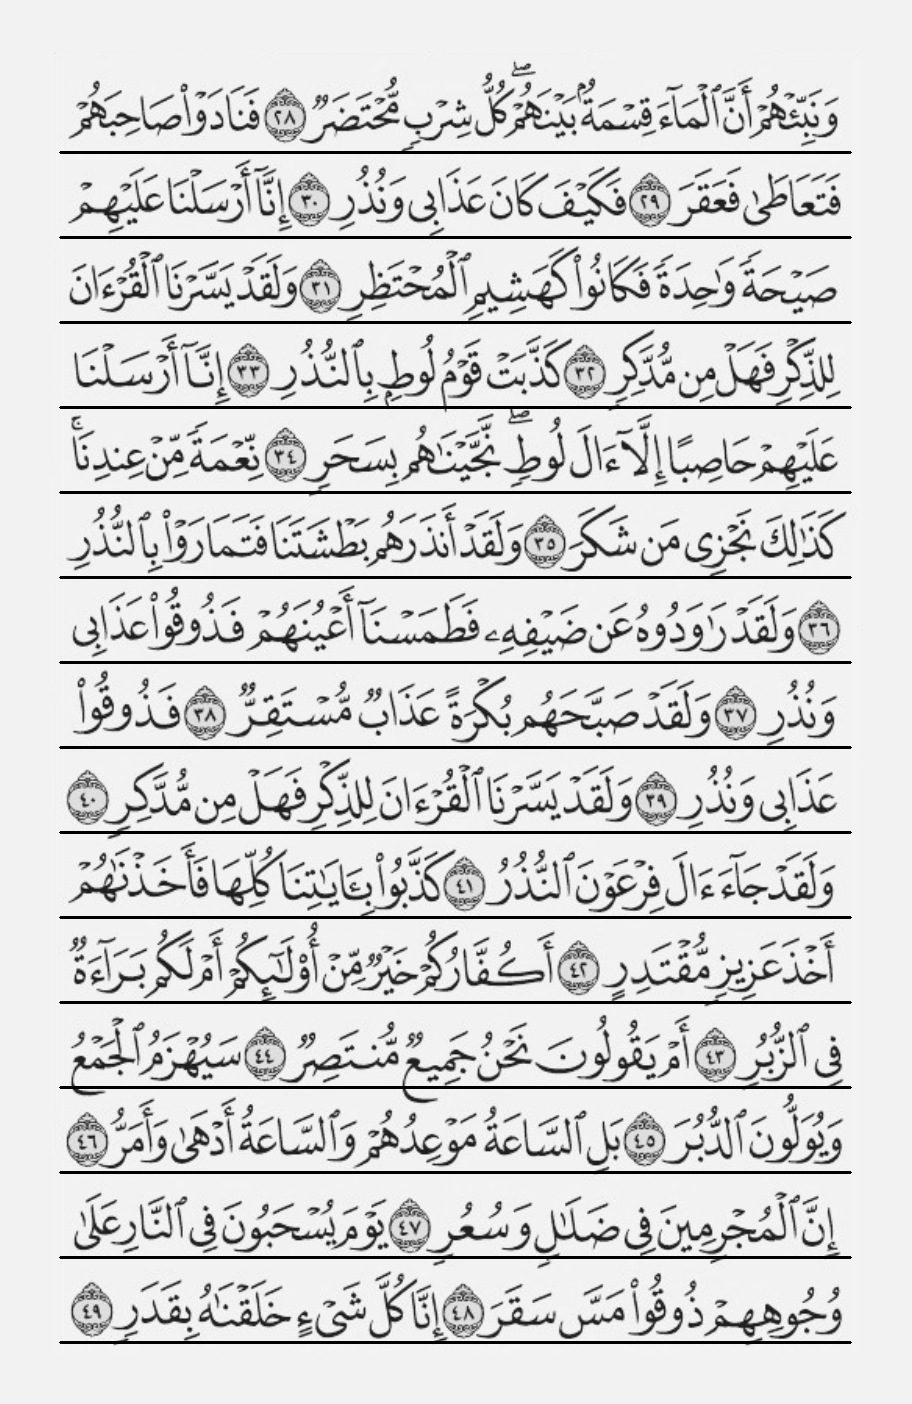 وَنَبِّئْهُمْ أَنَّ ٱلْمَآءَ قِسْمَةٌۢ بَيْنَهُمْ ۖ كُلُّ شِرْبٍ مُّحْتَضَرٌ ٢٨ فَنَادَوْا۟ صَاحِبَهُمْ
فَتَعَاطَىٰ فَعَقَرَ ٢٩ فَكَيْفَ كَانَ عَذَابِى وَنُذُرِ ٣٠ إِنَّآ أَرْسَلْنَا عَلَيْهِمْ
صَيْحَةً وَٰحِدَةً فَكَانُوا۟ كَهَشِيمِ ٱلْمُحْتَظِرِ ٣١ وَلَقَدْ يَسَّرْنَا ٱلْقُرْءَانَ
لِلذِّكْرِ فَهَلْ مِن مُّدَّكِرٍ ٣٢ كَذَّبَتْ قَوْمُ لُوطٍۭ بِٱلنُّذُرِ ٣٣ إِنَّآ أَرْسَلْنَا
عَلَيْهِمْ حَاصِبًا إِلَّآ ءَالَ لُوطٍ ۖ نَّجَّيْنَٰهُم بِسَحَرٍ ٣٤ نِّعْمَةً مِّنْ عِندِنَا ۚ
كَذَٰلِكَ نَجْزِى مَن شَكَرَ ٣٥ وَلَقَدْ أَنذَرَهُم بَطْشَتَنَا فَتَمَارَوْا۟ بِٱلنُّذُرِ
٣٦ وَلَقَدْ رَٰوَدُوهُ عَن ضَيْفِهِۦ فَطَمَسْنَآ أَعْيُنَهُمْ فَذُوقُوا۟ عَذَابِى
وَنُذُرِ ٣٧ وَلَقَدْ صَبَّحَهُم بُكْرَةً عَذَابٌ مُّسْتَقِرٌّ ٣٨ فَذُوقُوا۟
عَذَابِى وَنُذُرِ ٣٩ وَلَقَدْ يَسَّرْنَا ٱلْقُرْءَانَ لِلذِّكْرِ فَهَلْ مِن مُّدَّكِرٍ ٤٠
وَلَقَدْ جَآءَ ءَالَ فِرْعَوْنَ ٱلنُّذُرُ ٤١ كَذَّبُوا۟ بِـَٔايَٰتِنَا كُلِّهَا فَأَخَذْنَٰهُمْ
أَخْذَ عَزِيزٍ مُّقْتَدِرٍ ٤٢ أَكُفَّارُكُمْ خَيْرٌ مِّنْ أُو۟لَٰٓئِكُمْ أَمْ لَكُم بَرَآءَةٌ
فِى ٱلزُّبُرِ ٤٣ أَمْ يَقُولُونَ نَحْنُ جَمِيعٌ مُّنتَصِرٌ ٤٤ سَيُهْزَمُ ٱلْجَمْعُ
وَيُوَلُّونَ ٱلدُّبُرَ ٤٥ بَلِ ٱلسَّاعَةُ مَوْعِدُهُمْ وَٱلسَّاعَةُ أَدْهَىٰ وَأَمَرُّ ٤٦
إِنَّ ٱلْمُجْرِمِينَ فِى ضَلَٰلٍ وَسُعُرٍ ٤٧ يَوْمَ يُسْحَبُونَ فِى ٱلنَّارِ عَلَىٰ
وُجُوهِهِمْ ذُوقُوا۟ مَسَّ سَقَرَ ٤٨ إِنَّا كُلَّ شَىْءٍ خَلَقْنَٰهُ بِقَدَرٍ ٤٩